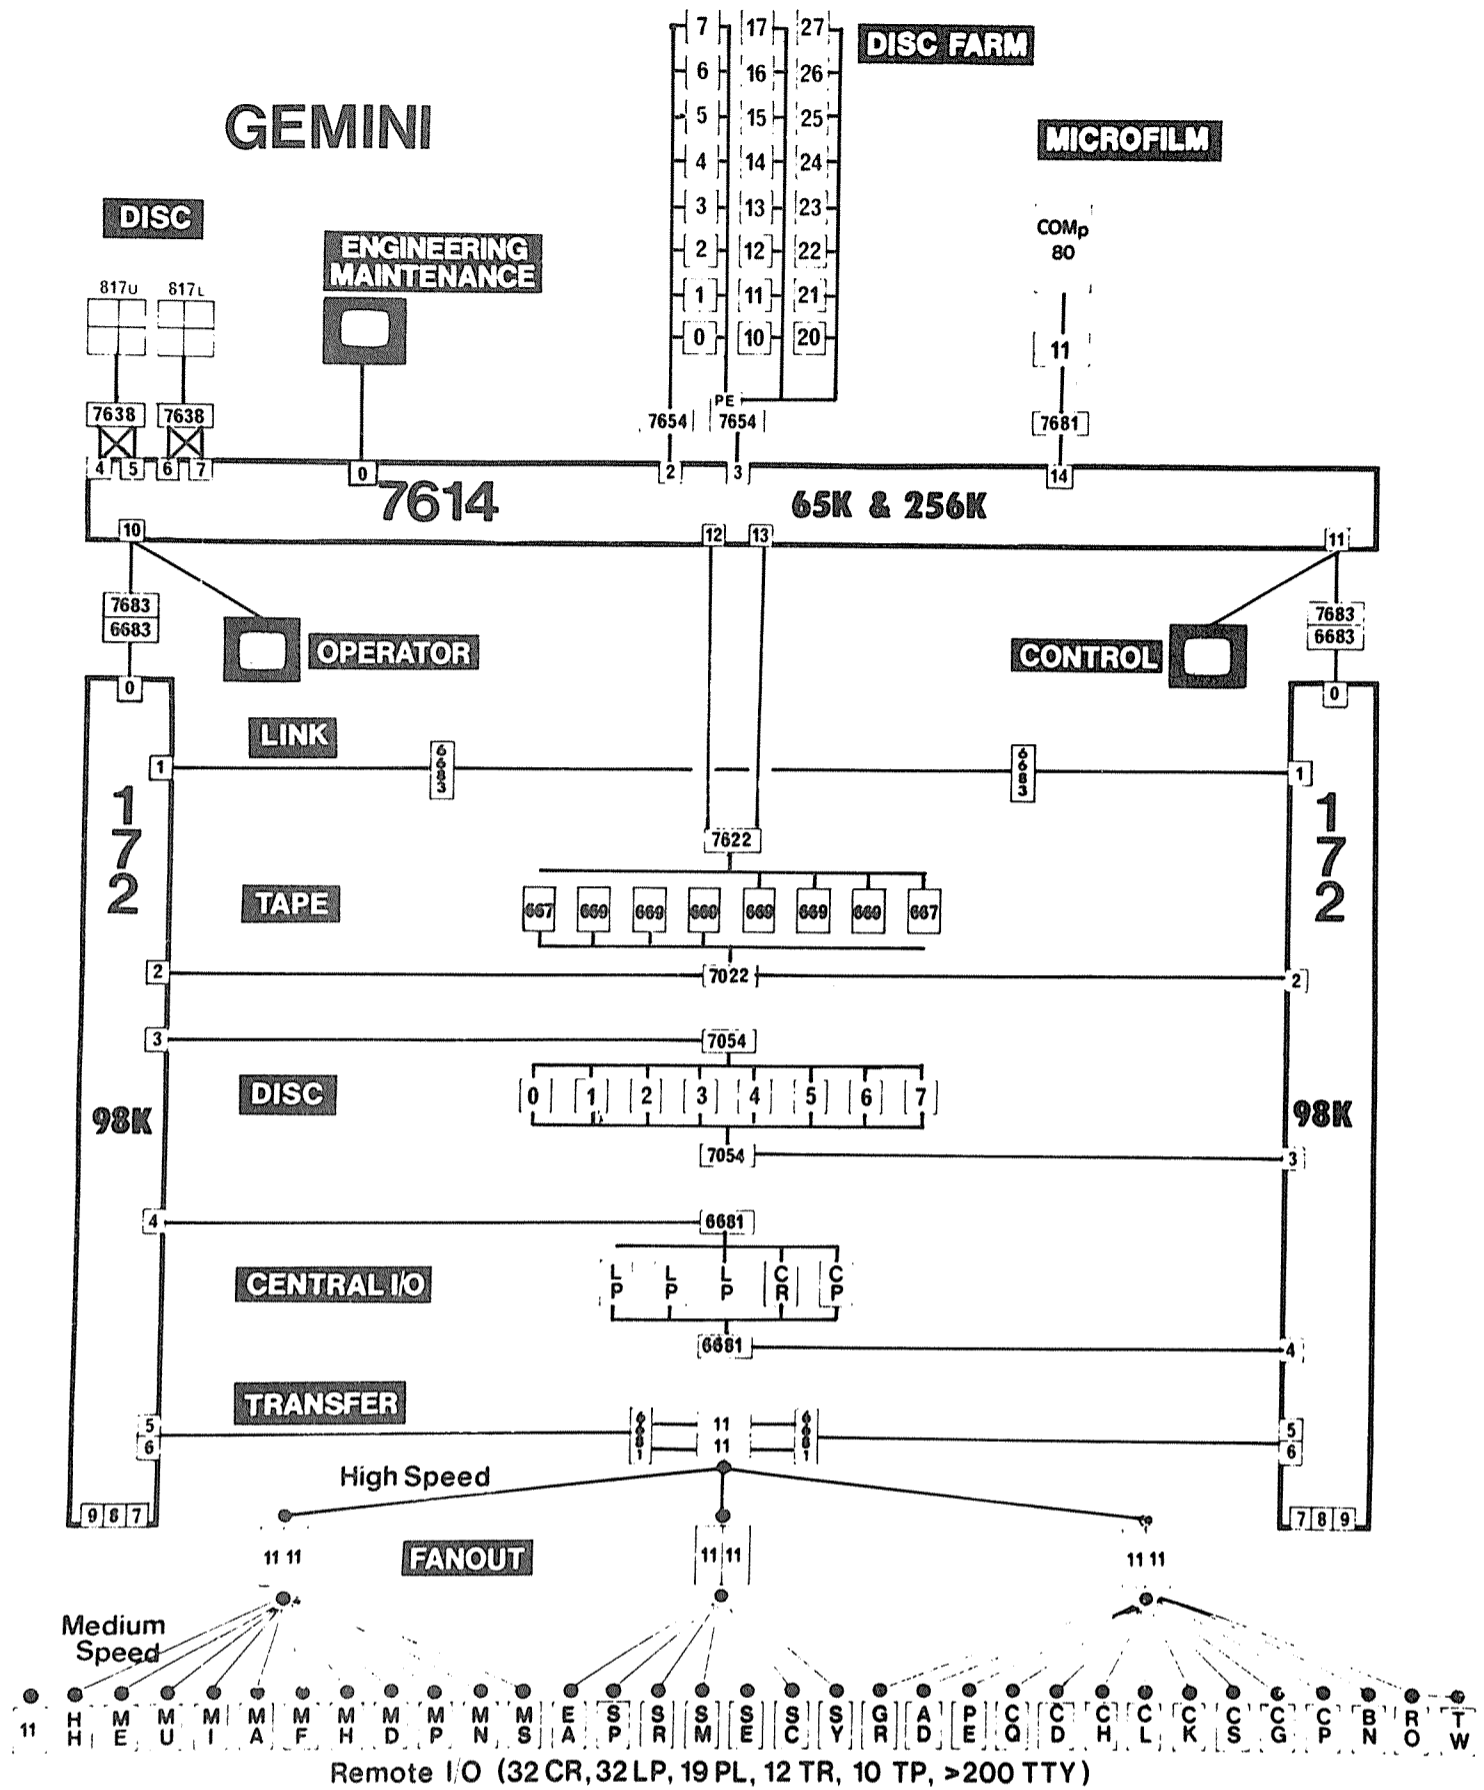 GEMINI
DISC FARM
MICROFILM
7 17 27
6 16 26
5 15 25
4 14 24
3 13 23
2 12 22
1 11 21
0 10 20
DISC
817U 817L
ENGINEERING
MAINTENANCE
COMp
80
11
7638 7638
7654
PE
7654
7681
4 5 6 7
0
2
3
14
7614
65K & 256K
10
12
13
11
7683
6683
OPERATOR
CONTROL
7683
6683
0
0
LINK
1
6683
6683
1
172
172
7622
TAPE
667 669 669 669 669 669 669 667
2
7022
2
3
7054
DISC
0 1 2 3 4 5 6 7
98K
98K
7054
3
4
6681
CENTRAL I/O
LP LP LP CR CP
6681
4
TRANSFER
5
6
6681
11
11
6681
5
6
High Speed
9 8 7
7 8 9
FANOUT
11 11
11 11
11 11
Medium
Speed
11 HH ME MU MI MA MF MH MD MP MN MS EA SP SR SM SE SC SY GR AD PE CQ CD CH CL CK CS CG CP BN RO TW
Remote I/O (32 CR, 32 LP, 19 PL, 12 TR, 10 TP, >200 TTY)